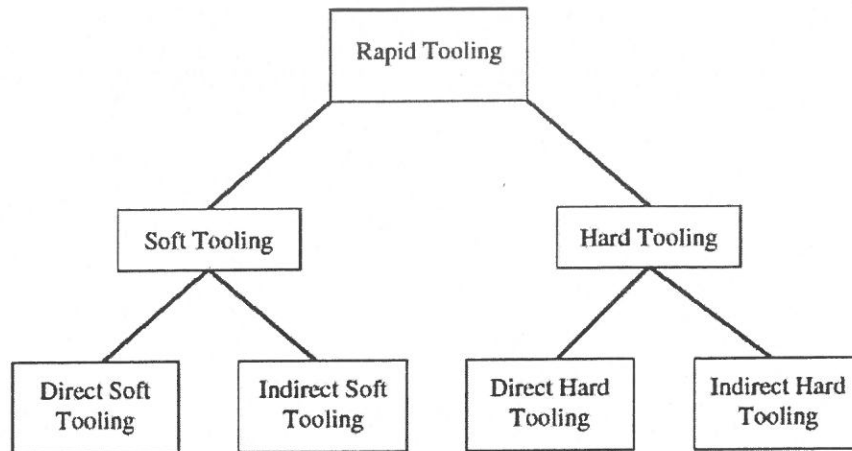 Rapid Tooling
Soft Tooling
Hard Tooling
Direct Soft
Tooling
Indirect Soft
Tooling
Direct Hard
Tooling
Indirect Hard
Tooling